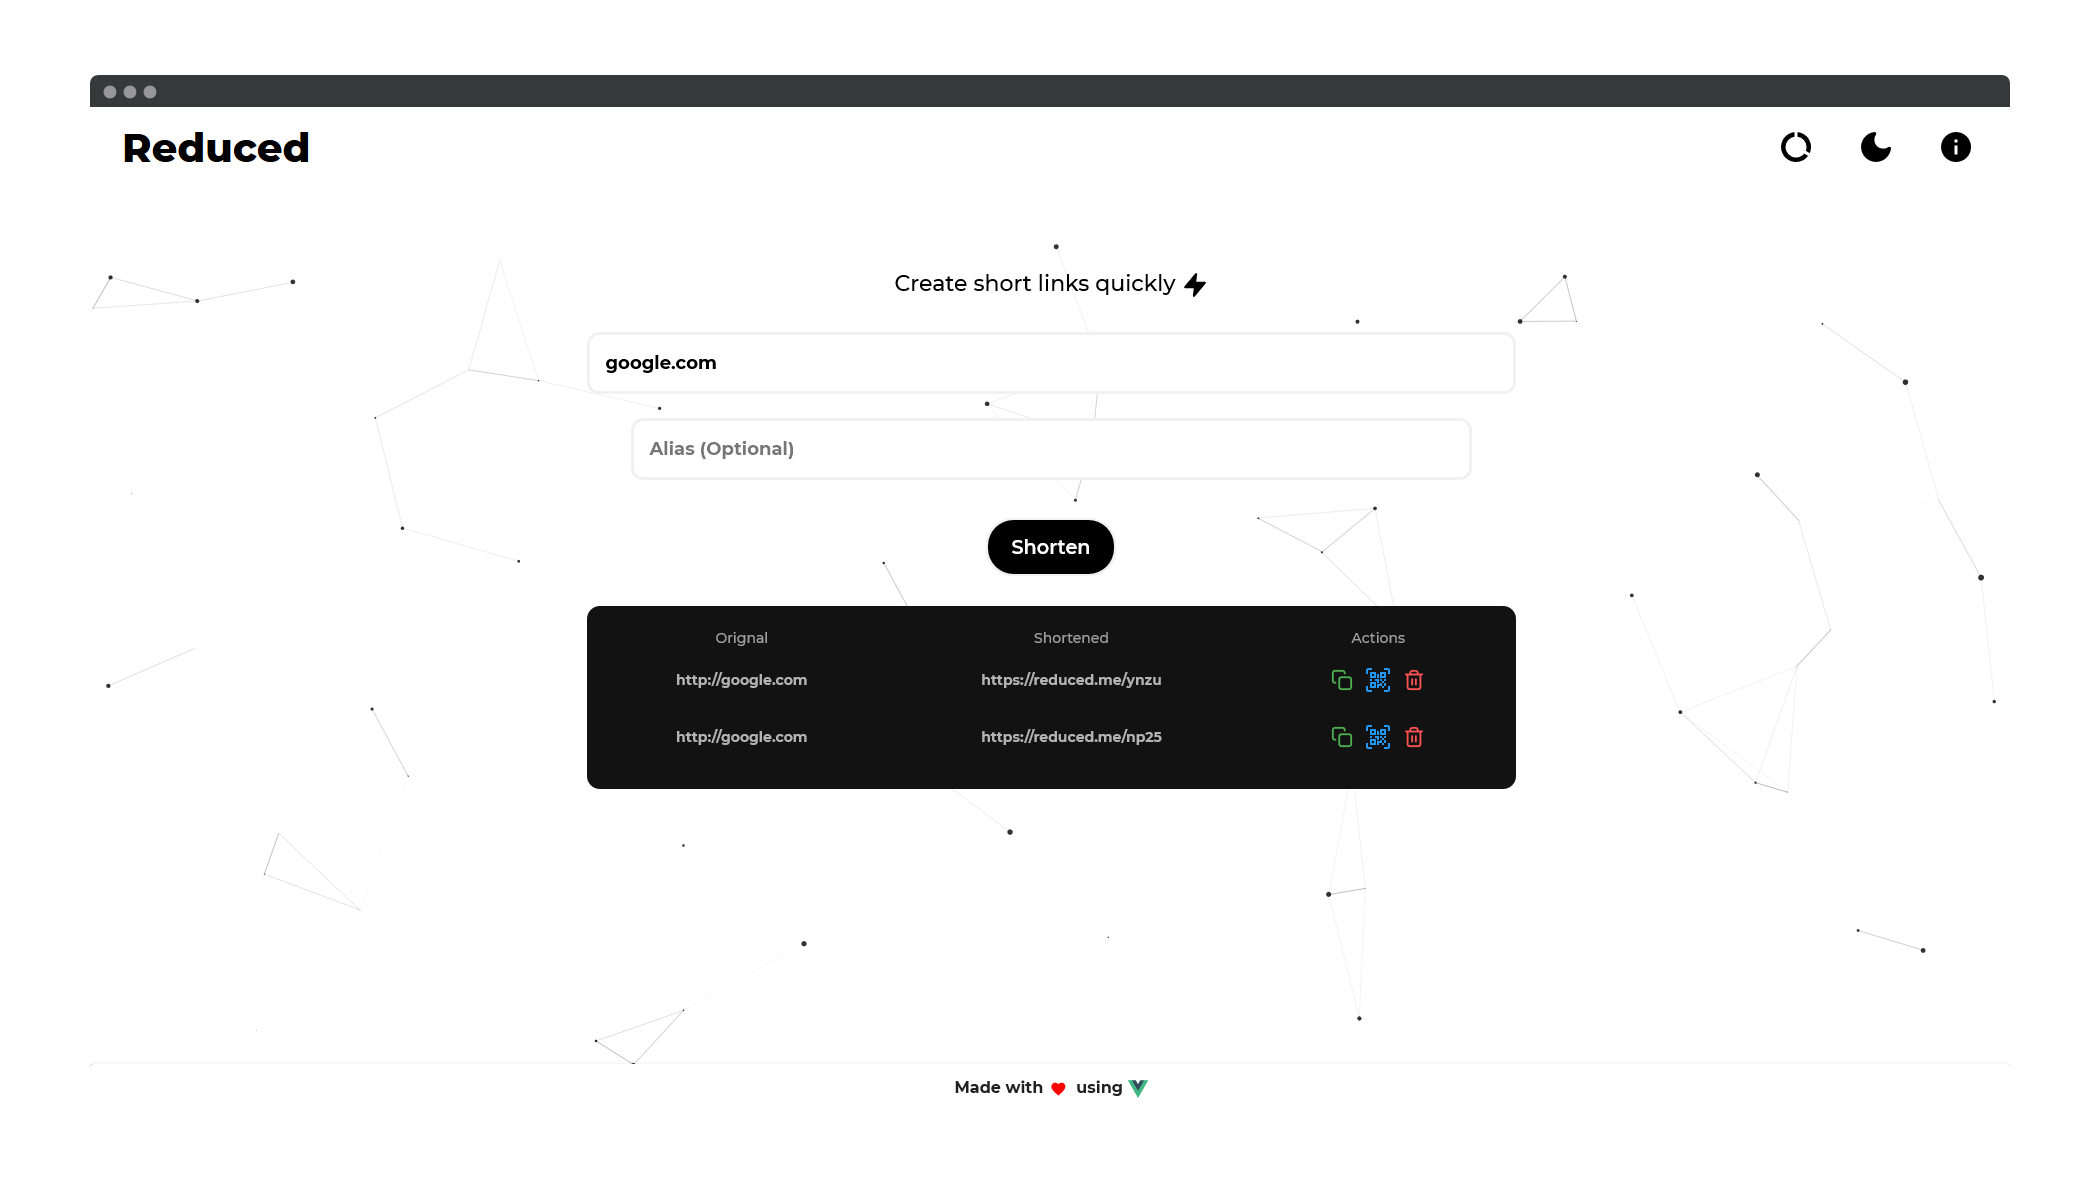 Reduced
Create short links quickly
google.com
Alias (Optional)
Shorten
Orignal Shortened Actions
http://google.com https://reduced.me/ynzu
http://google.com https://reduced.me/np25
Made with using